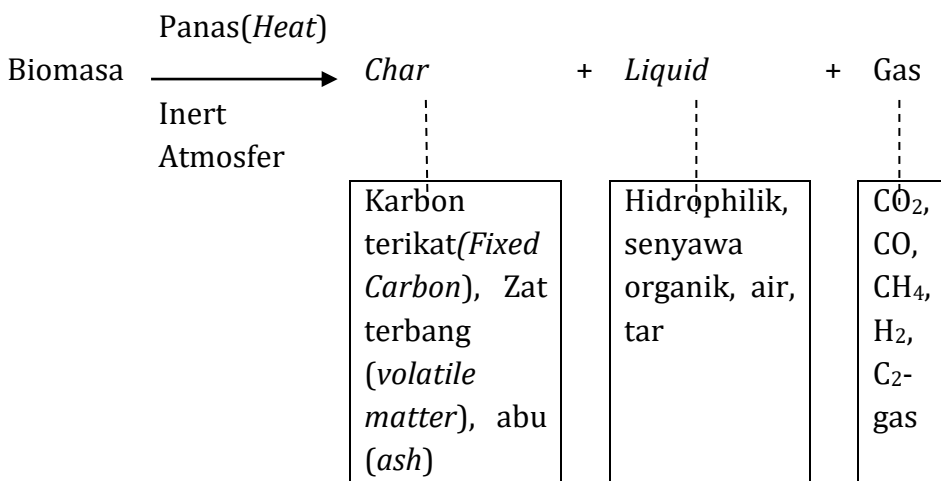 Panas(Heat)
Biomasa Char + Liquid + Gas
Inert
Atmosfer
Karbon
terikat(Fixed
Carbon), Zat
terbang
(volatile
matter), abu
(ash)
Hidrophilik,
senyawa
organik, air,
tar
CO₂,
CO,
CH₄,
H₂,
C₂-
gas